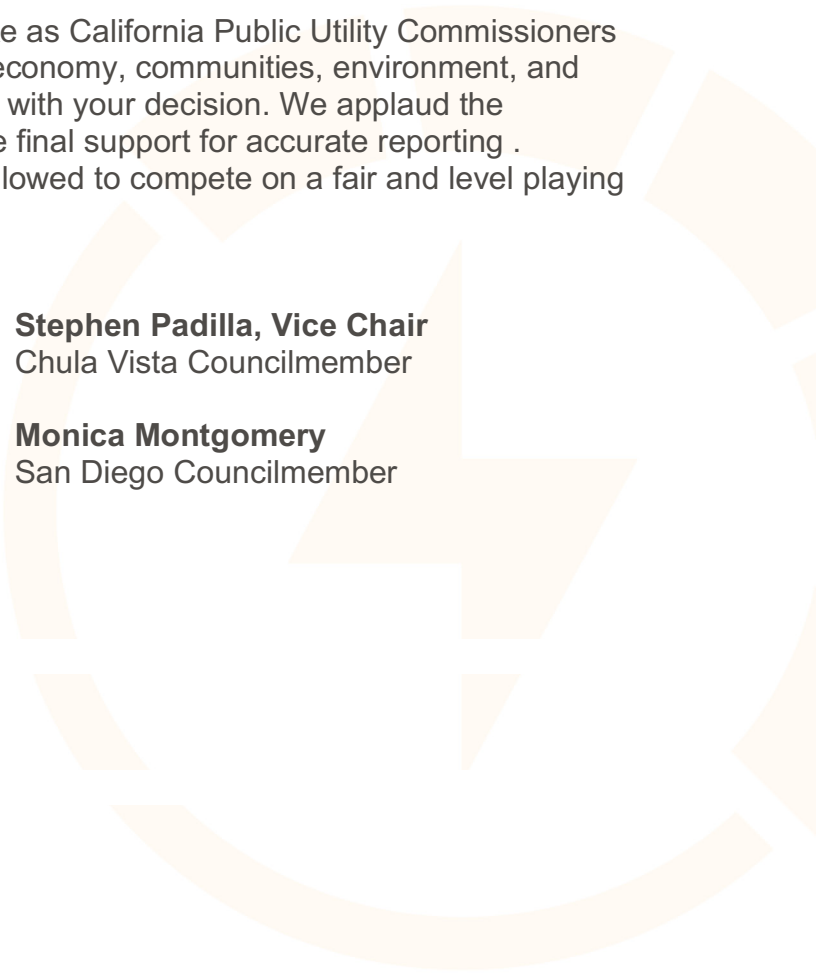 e as California Public Utility Commissioners
economy, communities, environment, and
with your decision. We applaud the
e final support for accurate reporting .
llowed to compete on a fair and level playing
Stephen Padilla, Vice Chair
Chula Vista Councilmember
Monica Montgomery
San Diego Councilmember